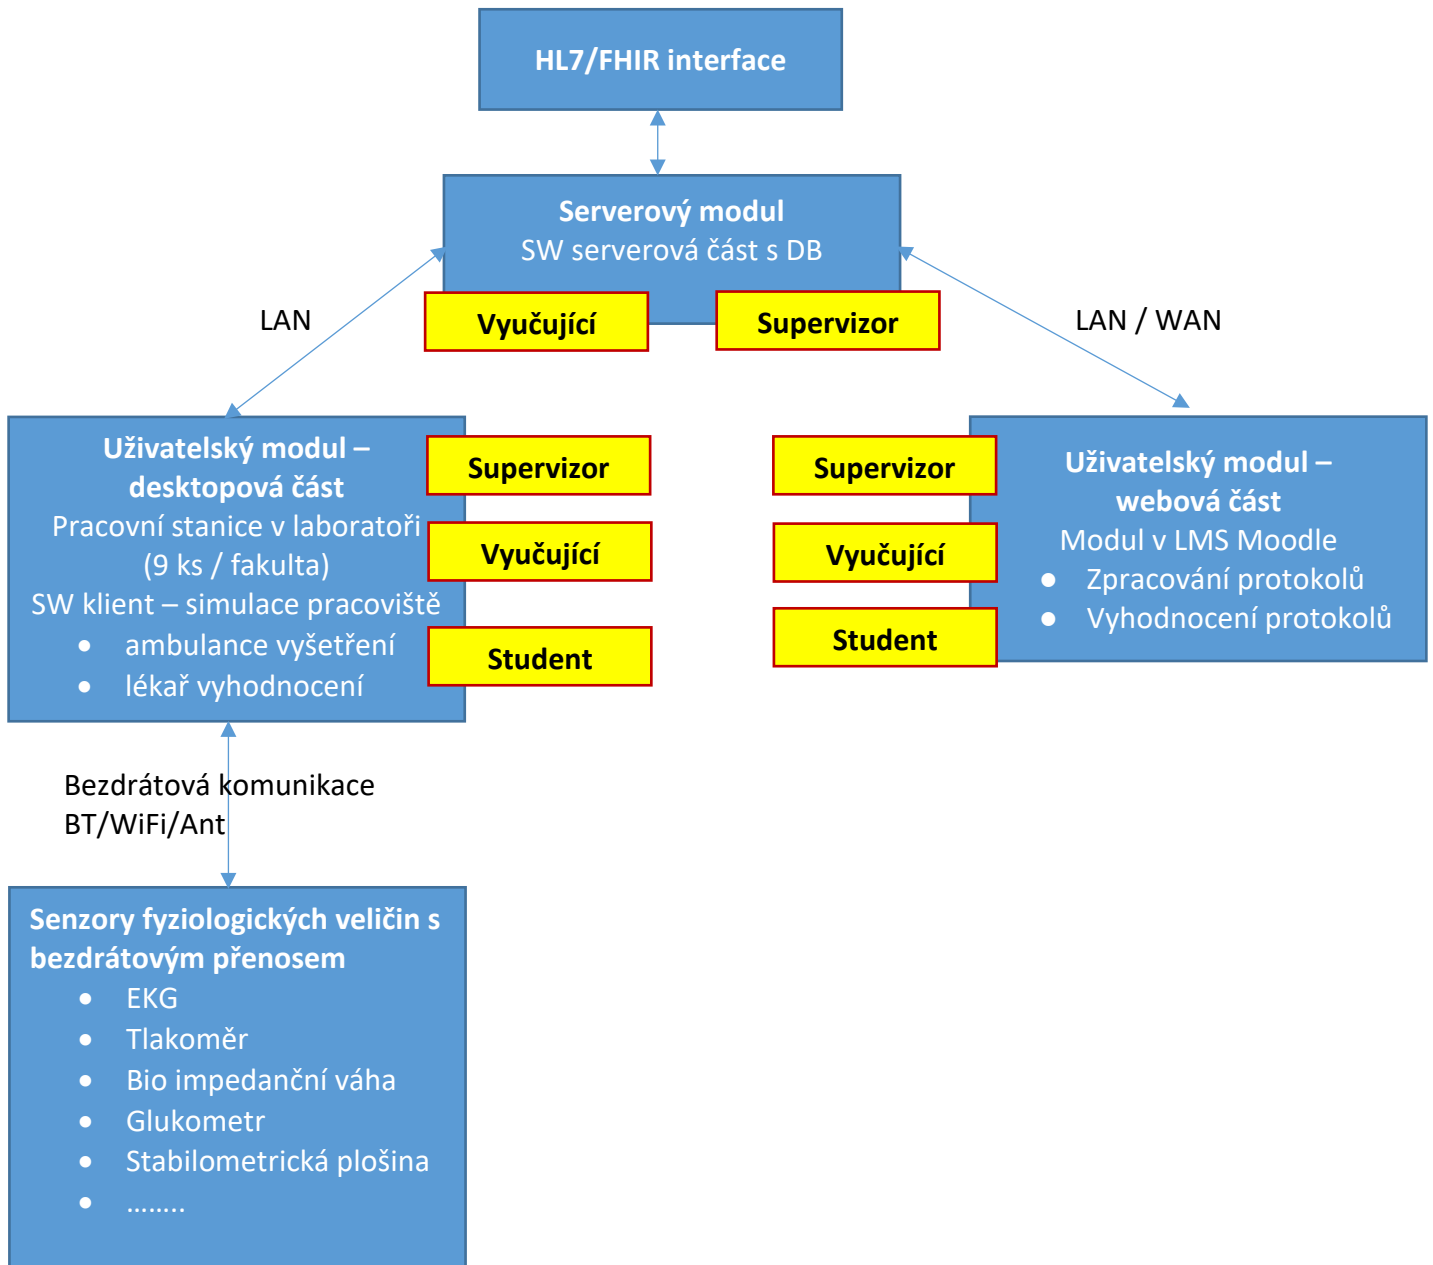 HL7/FHIR interface
Serverový modul
SW serverová část s DB
Vyučující
Supervizor
LAN
LAN / WAN
Uživatelský modul –
desktopová část
Pracovní stanice v laboratoři
(9 ks / fakulta)
SW klient – simulace pracoviště
● ambulance vyšetření
● lékař vyhodnocení
Supervizor
Vyučující
Student
Supervizor
Vyučující
Student
Uživatelský modul –
webová část
Modul v LMS Moodle
● Zpracování protokolů
● Vyhodnocení protokolů
Bezdrátová komunikace
BT/WiFi/Ant
Senzory fyziologických veličin s
bezdrátovým přenosem
● EKG
● Tlakoměr
● Bio impedanční váha
● Glukometr
● Stabilometrická plošina
● ……..